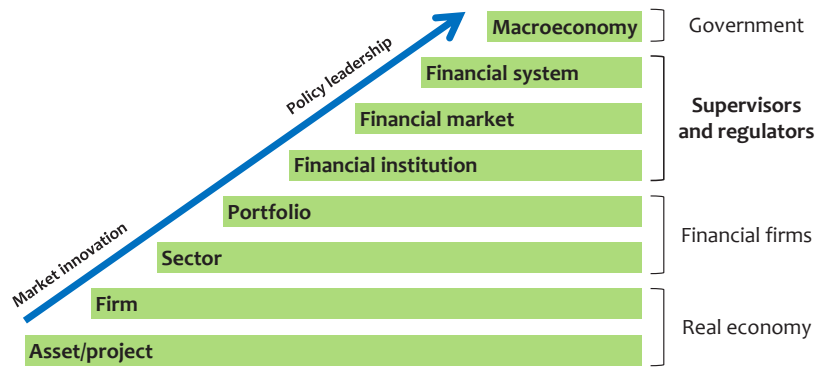 Macroeconomy
Government
Financial system
Policy leadership
Financial market
Supervisors
and regulators
Financial institution
Portfolio
Financial firms
Market innovation
Sector
Firm
Real economy
Asset/project